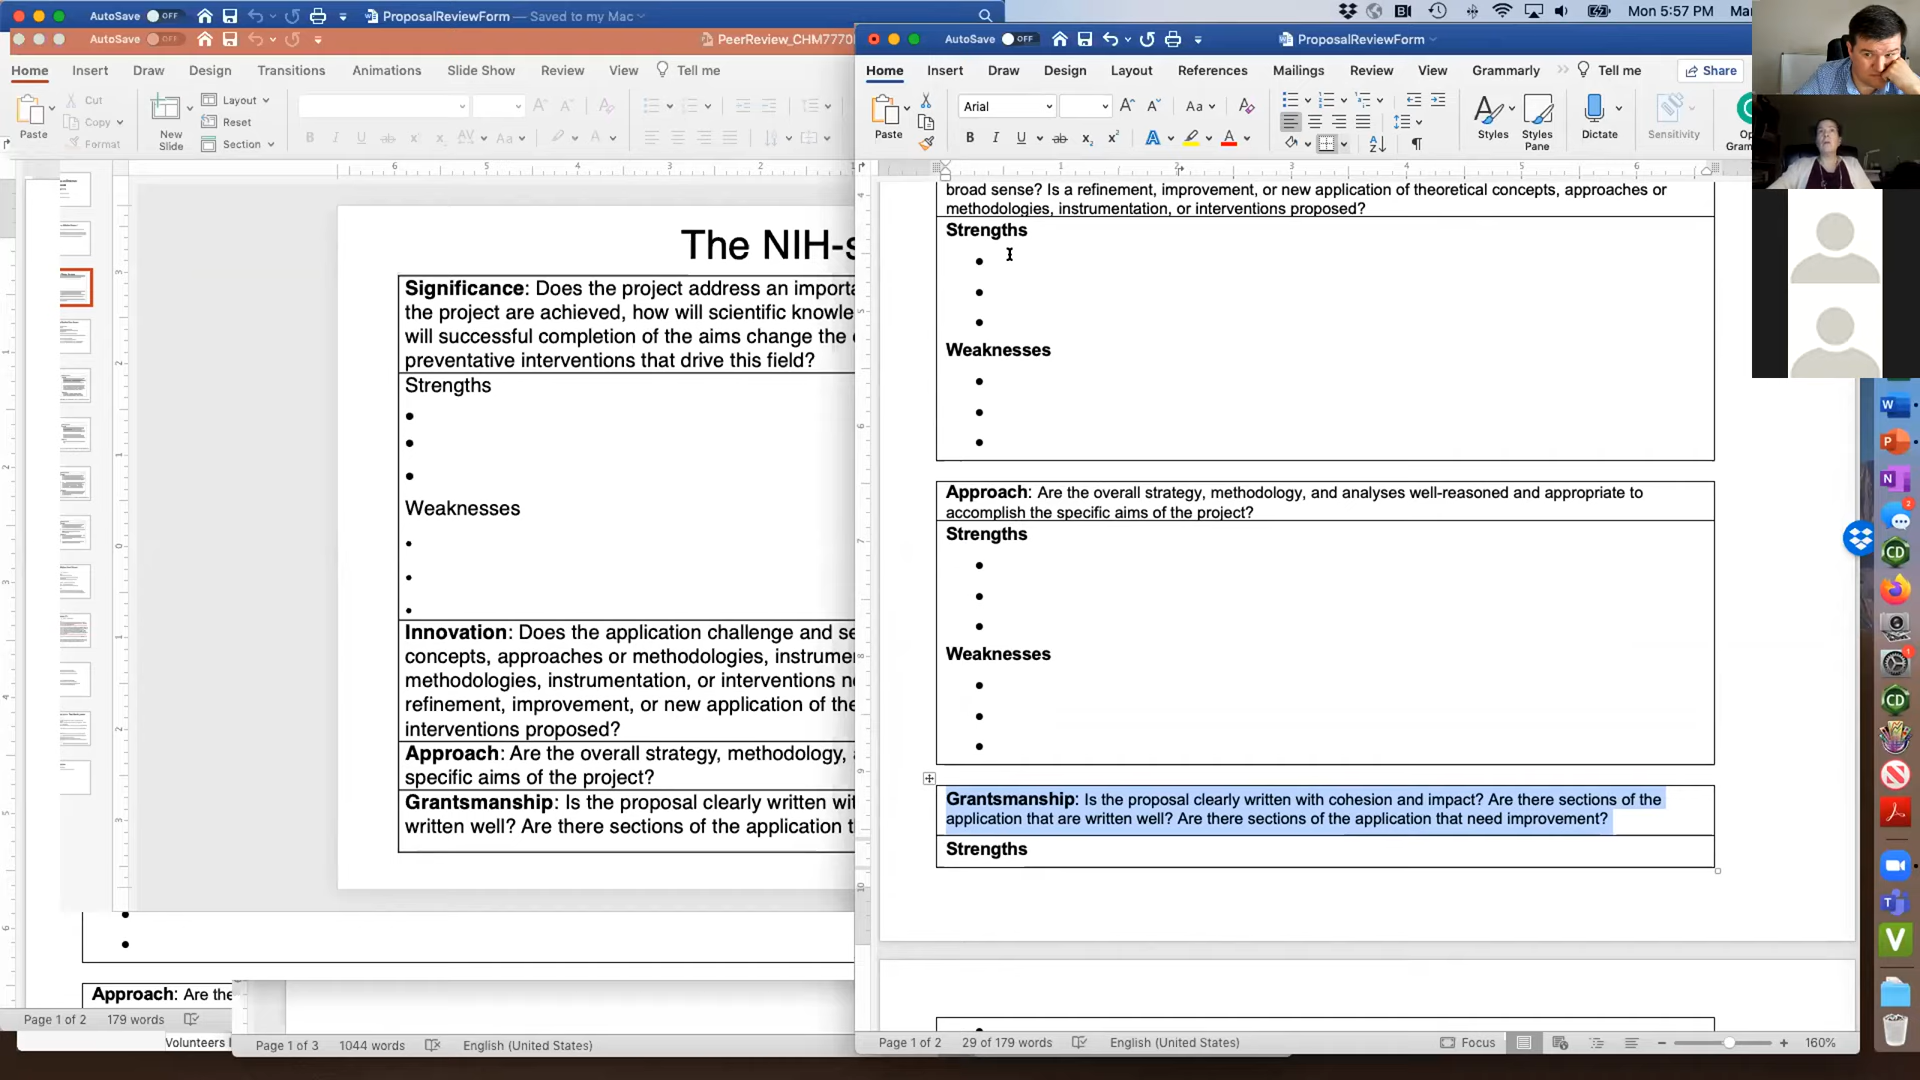 AutoSave OFF ProposalReviewForm — Saved to my Mac
Mon 5:57 PM
AutoSave OFF PeerReview_CHM7770
Home Insert Draw Design Transitions Animations Slide Show Review View Tell me
Paste Cut Copy Format
New Slide
Layout
Reset
Section
The NIH-s
Significance: Does the project address an importa
the project are achieved, how will scientific knowle
will successful completion of the aims change the
preventative interventions that drive this field?
Strengths
•
•
•
Weaknesses
•
•
•
Innovation: Does the application challenge and se
concepts, approaches or methodologies, instrumen
methodologies, instrumentation, or interventions no
refinement, improvement, or new application of the
interventions proposed?
Approach: Are the overall strategy, methodology,
specific aims of the project?
Grantsmanship: Is the proposal clearly written wit
written well? Are there sections of the application t
•
•
Approach: Are the
Page 1 of 2 179 words
Volunteers
Page 1 of 3 1044 words English (United States)
AutoSave OFF ProposalReviewForm
Home Insert Draw Design Layout References Mailings Review View Grammarly Tell me Share
Paste Arial
Styles
Styles Pane
Dictate
Sensitivity
broad sense? Is a refinement, improvement, or new application of theoretical concepts, approaches or
methodologies, instrumentation, or interventions proposed?
Strengths
•
•
•
Weaknesses
•
•
•
Approach: Are the overall strategy, methodology, and analyses well-reasoned and appropriate to
accomplish the specific aims of the project?
Strengths
•
•
•
Weaknesses
•
•
•
Grantsmanship: Is the proposal clearly written with cohesion and impact? Are there sections of the
application that are written well? Are there sections of the application that need improvement?
Strengths
Page 1 of 2 29 of 179 words English (United States) Focus 160%